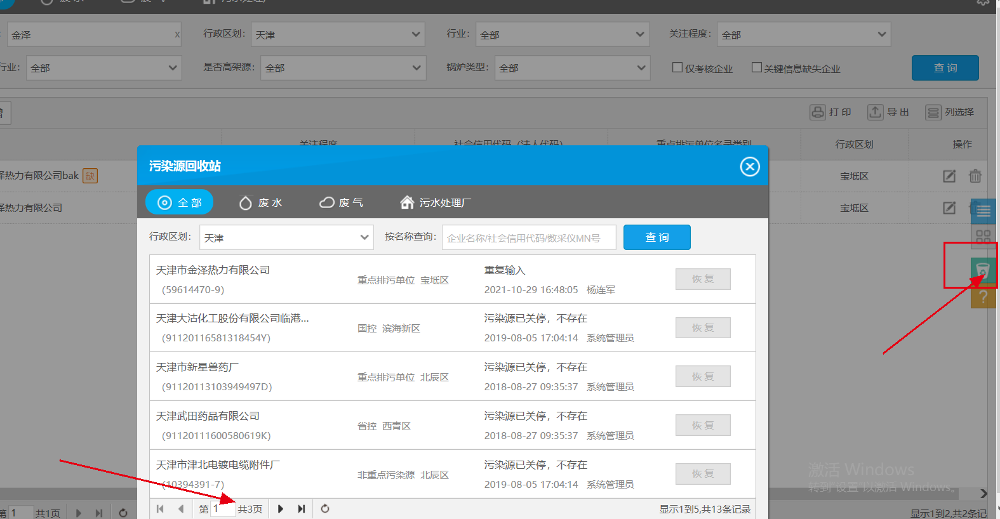 金泽 x 行政区划: 天津 行业: 全部 关注程度: 全部
行业: 全部 是否高架源: 全部 锅炉类型: 全部 仅考核企业 关键信息缺失企业 查 询
打 印 导 出 列选择
关注程度 社会信用代码 (法人代码) 重点排污单位名录类别 行政区划 操作
泽热力有限公司bak 缺 宝坻区
泽热力有限公司 宝坻区
污染源回收站
全 部 废 水 废 气 污水处理厂
行政区划: 天津 按名称查询: 企业名称/社会信用代码/数采仪MN号 查 询
天津市金泽热力有限公司 重复输入
(59614470-9) 重点排污单位 宝坻区 2021-10-29 16:48:05 杨连军 恢 复
天津大沽化工股份有限公司临港... 污染源已关停，不存在
(91120116581318454Y) 国控 滨海新区 2019-08-05 17:04:14 系统管理员 恢 复
天津市新星兽药厂 污染源已关停，不存在
(91120113103949497D) 重点排污单位 北辰区 2018-08-27 09:35:37 系统管理员 恢 复
天津武田药品有限公司 污染源已关停，不存在
(91120111600580619K) 省控 西青区 2018-08-27 09:35:37 系统管理员 恢 复
天津市津北电镀电缆附件厂 污染源已关停，不存在
(10394391-7) 非重点污染源 北辰区 2019-08-05 17:04:14 系统管理员 恢 复
第 1 共3页 显示1到5,共13条记录
?
激活 Windows
转到"设置"以激活 Windows。
第 1 共1页 显示1到2,共2条记